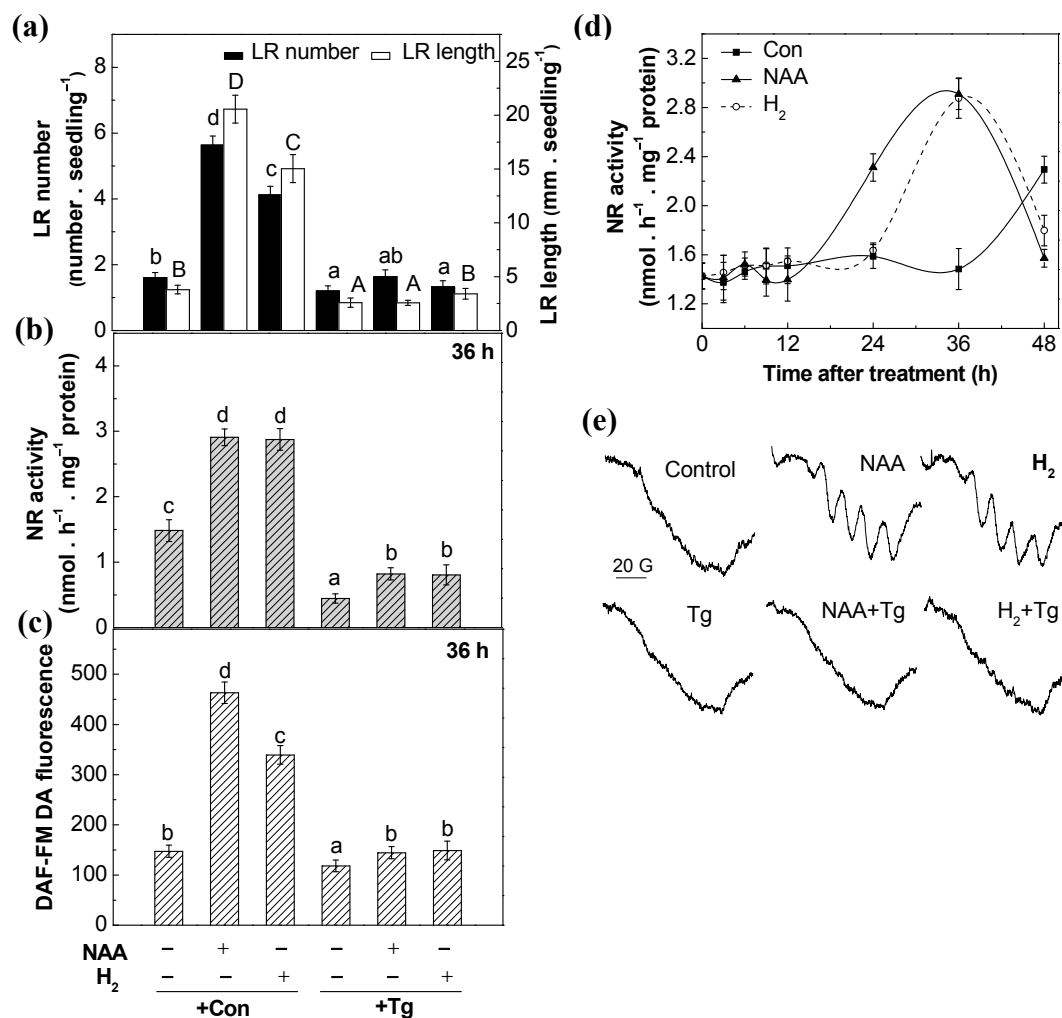 (a)
LR number
LR length
8
6
4
2
0
25
20
15
10
5
0
LR number
(number . seedling⁻¹)
LR length (mm . seedling⁻¹)
b
B
d
D
c
C
a
A
ab
A
a
B
(b)
36 h
4
3
2
1
0
NR activity
(nmol . h⁻¹ . mg⁻¹ protein)
c
d
d
a
b
b
(c)
36 h
500
400
300
200
100
0
DAF-FM DA fluorescence
b
d
c
a
b
b
NAA – + – – + –
H₂ – – + – – +
+Con +Tg
(d)
Con
NAA
H₂
3.6
3.0
2.4
1.8
1.2
NR activity
(nmol . h⁻¹ . mg⁻¹ protein)
0 12 24 36 48
Time after treatment (h)
(e)
Control NAA H₂
20 G
Tg NAA+Tg H₂+Tg